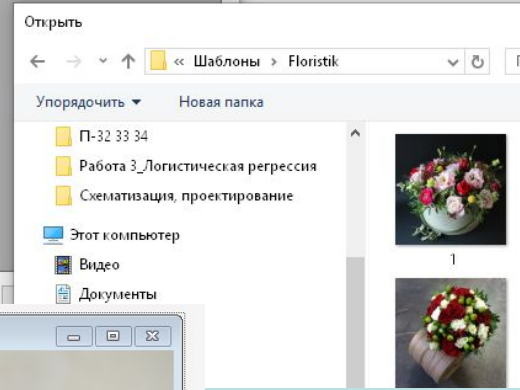 Открыть
« Шаблоны › Floristik
Упорядочить
Новая папка
П-32 33 34
Работа 3_Логистическая регрессия
Схематизация, проектирование
Этот компьютер
Видео
Документы
1